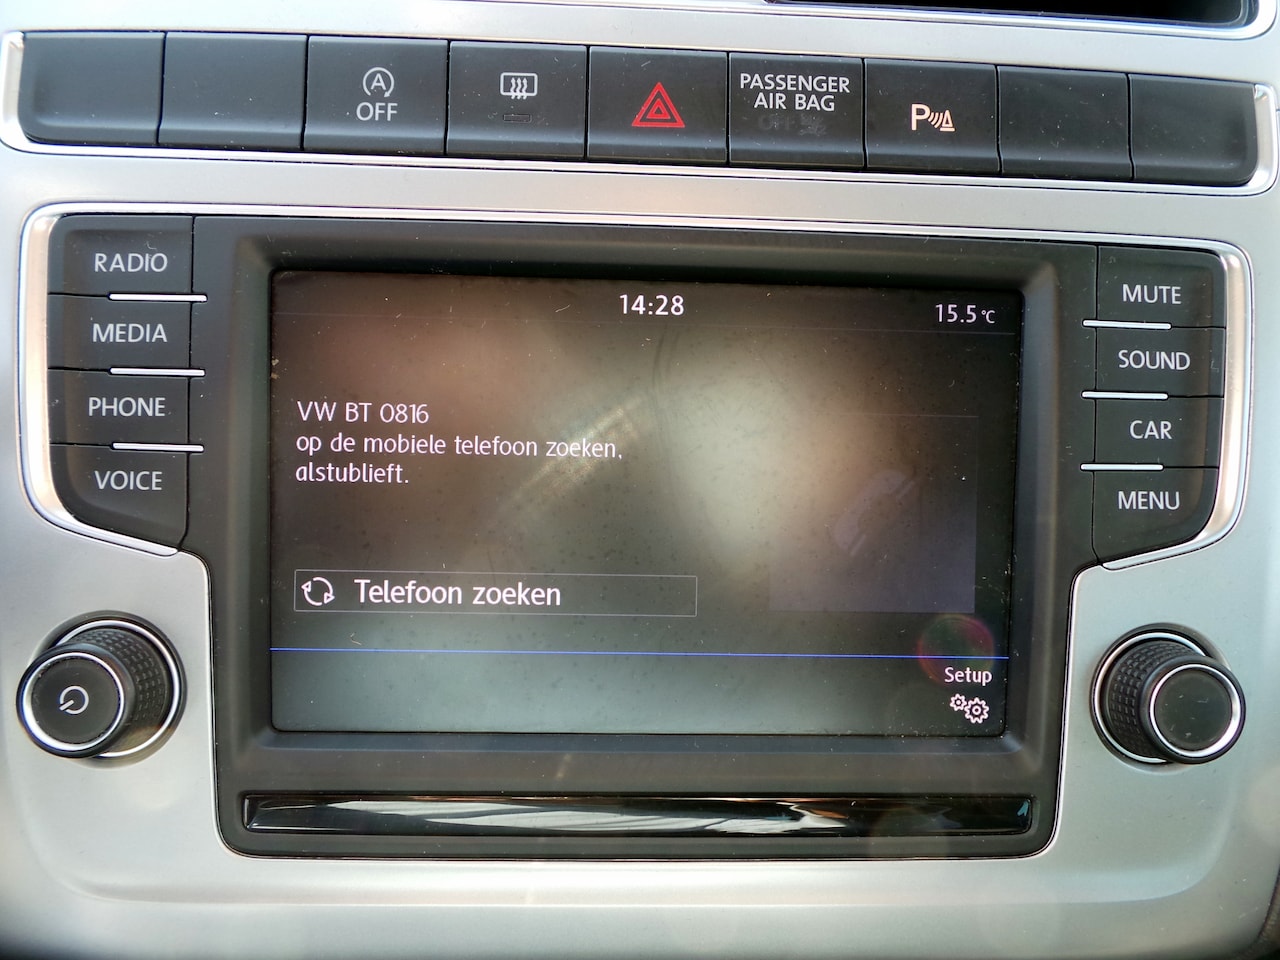 A
OFF
PASSENGER
AIR BAG
OFF
P
RADIO
MEDIA
PHONE
VOICE
14:28
15.5 °C
VW BT 0816
op de mobiele telefoon zoeken,
alstublieft.
Telefoon zoeken
Setup
MUTE
SOUND
CAR
MENU